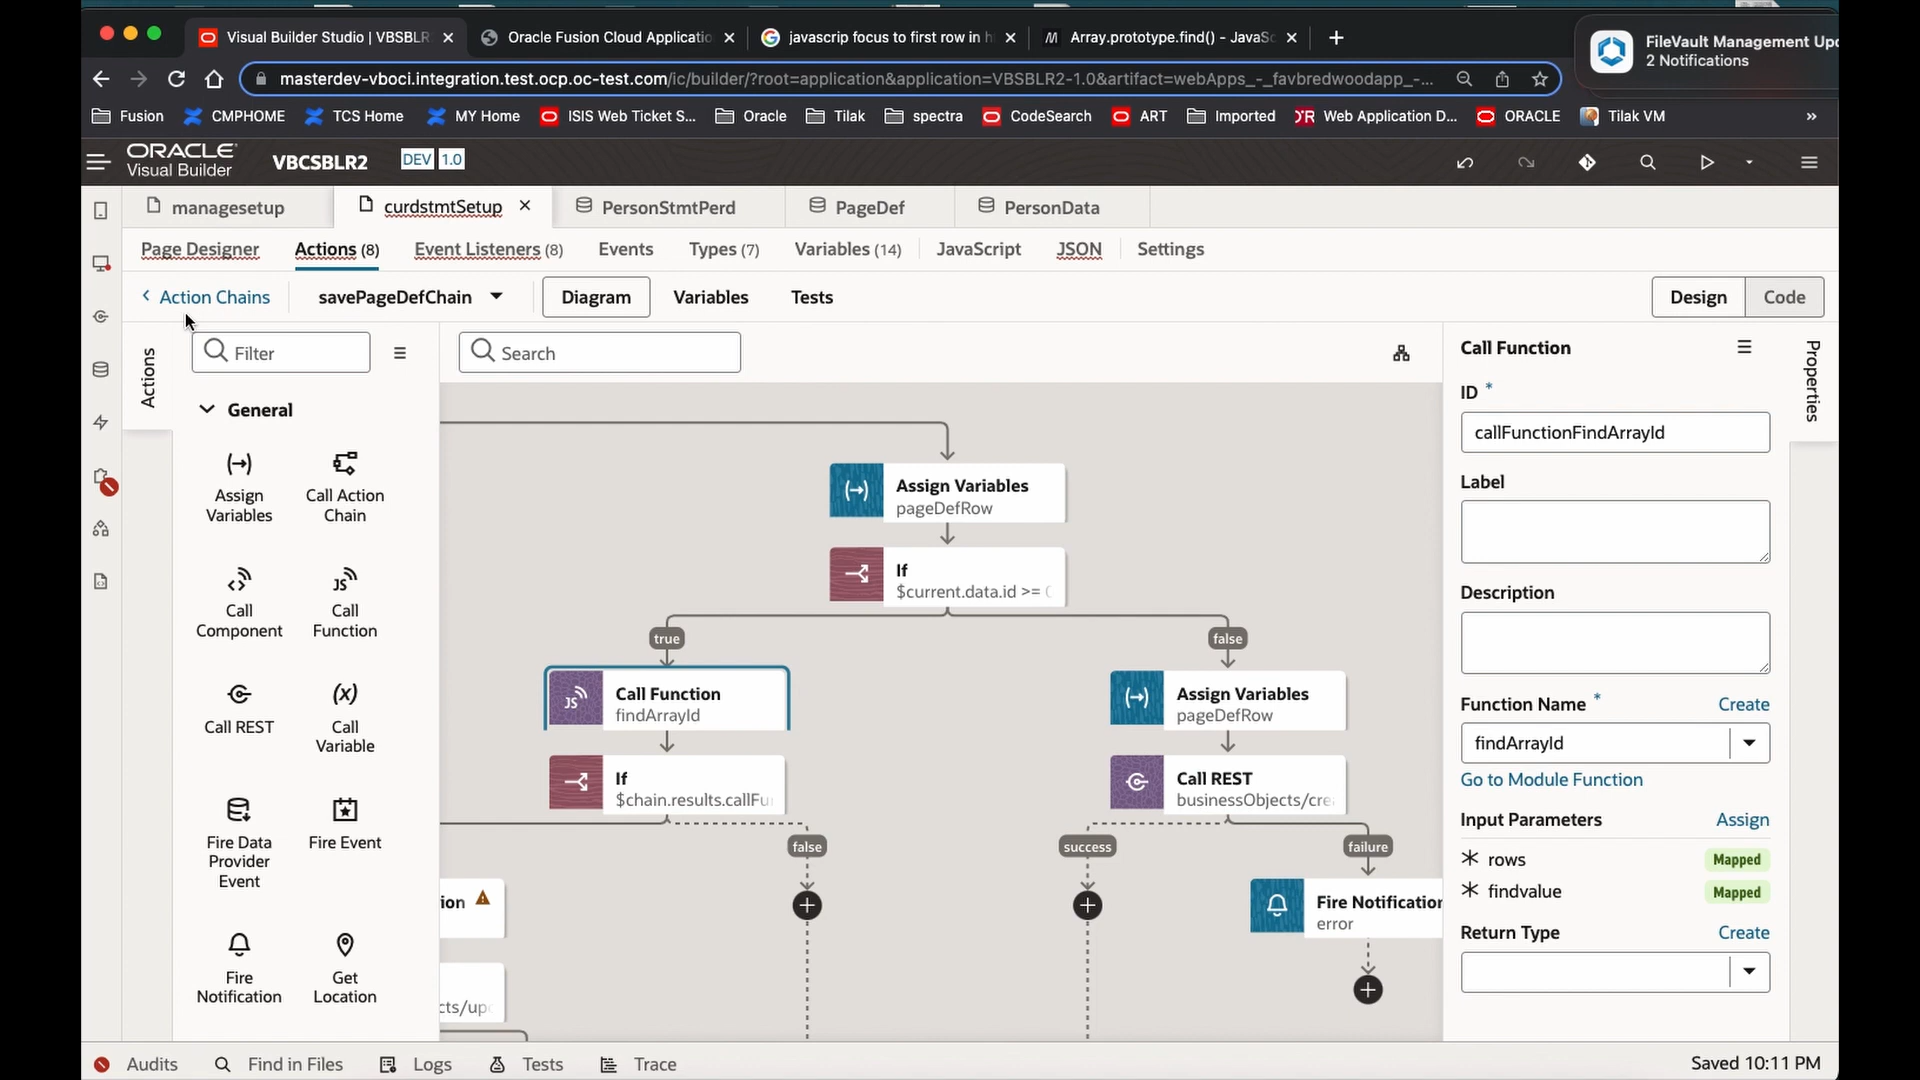 Visual Builder Studio | VBSBLR
Oracle Fusion Cloud Applicatio
javascrip focus to first row in h
Array.prototype.find() - JavaSc
FileVault Management Upd
2 Notifications
masterdev-vboci.integration.test.ocp.oc-test.com/ic/builder/?root=application&application=VBSBLR2-1.0&artifact=webApps_-_favbredwoodapp_-...
Fusion
CMPHOME
TCS Home
MY Home
ISIS Web Ticket S...
Oracle
Tilak
spectra
CodeSearch
ART
Imported
Web Application D...
ORACLE
Tilak VM
»
ORACLE
Visual Builder
VBCSBLR2
DEV 1.0
managesetup
curdstmtSetup
PersonStmtPerd
PageDef
PersonData
Page Designer
Actions (8)
Event Listeners (8)
Events
Types (7)
Variables (14)
JavaScript
JSON
Settings
Action Chains
savePageDefChain
Diagram
Variables
Tests
Design
Code
Actions
Filter
Search
General
Assign
Variables
Call Action
Chain
Call
Component
Call
Function
Call REST
Call
Variable
Fire Data
Provider
Event
Fire Event
Fire
Notification
Get
Location
Assign Variables
pageDefRow
If
$current.data.id >= 0
true
false
Call Function
findArrayId
Assign Variables
pageDefRow
If
$chain.results.callFu
Call REST
businessObjects/cre
false
success
failure
ion
Fire Notification
error
cts/up
Call Function
Properties
ID *
callFunctionFindArrayId
Label
Description
Function Name *
Create
findArrayId
Go to Module Function
Input Parameters
Assign
rows
Mapped
findvalue
Mapped
Return Type
Create
Audits
Find in Files
Logs
Tests
Trace
Saved 10:11 PM